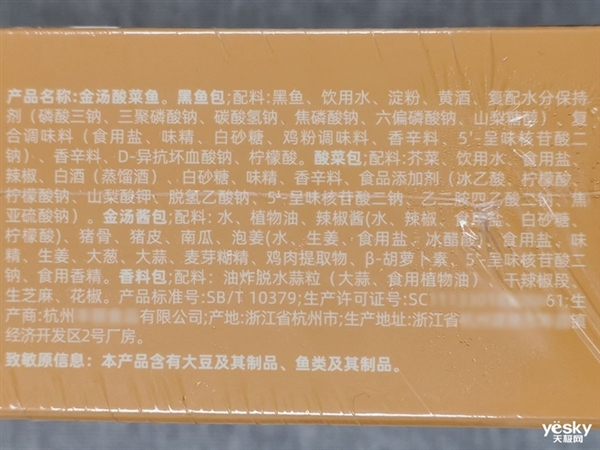 产品名称:金汤酸菜鱼。黑鱼包;配料:黑鱼、饮用水、淀粉、黄酒、复配水分保持
剂（磷酸三钠、三聚磷酸钠、碳酸氢钠、焦磷酸钠、六偏磷酸钠、山梨糖醇）、复
合调味料（食用盐、味精、白砂糖、鸡粉调味料、香辛料、5'-呈味核苷酸二
钠）、香辛料、D-异抗坏血酸钠、柠檬酸。酸菜包:配料:芥菜、饮用水、食用盐、
辣椒、白酒（蒸馏酒）、白砂糖、味精、香辛料、食品添加剂（冰乙酸、柠檬酸、
柠檬酸钠、山梨酸钾、脱氢乙酸钠、5'-呈味核苷酸二钠、乙二胺四乙酸二钠、焦
亚硫酸钠）。金汤酱包:配料:水、植物油、辣椒酱(水、辣椒、食用盐、白砂糖、
柠檬酸)、猪骨、猪皮、南瓜、泡姜(水、生姜、食用盐、冰醋酸)、食用盐、味
精、生姜、大葱、大蒜、麦芽糊精、鸡肉提取物、β-胡萝卜素、5'-呈味核苷酸二
钠、食用香精。香料包:配料：油炸脱水蒜粒（大蒜、食用植物油）、干辣椒段、
生芝麻、花椒。产品标准号:SB/T 10379;生产许可证号:SC 61;生
产商:杭州 有限公司;产地:浙江省杭州市;生产地址:浙江省 镇
经济开发区2号厂房。
致敏原信息：本产品含有大豆及其制品、鱼类及其制品。
yesky
天极网